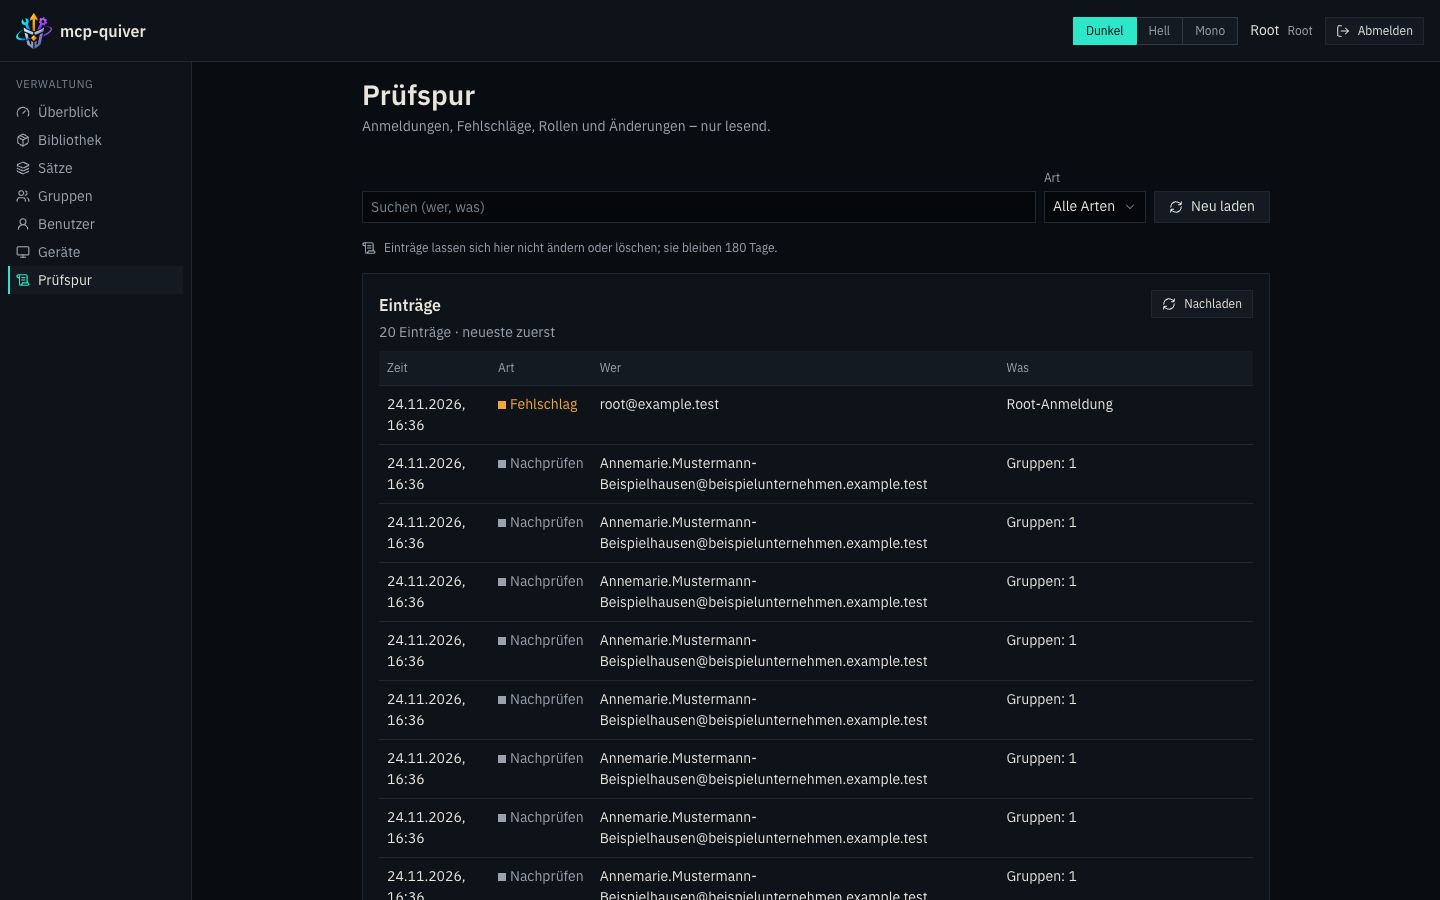 mcp-quiver
Dunkel Hell Mono Root Root Abmelden
VERWALTUNG
Überblick
Bibliothek
Sätze
Gruppen
Benutzer
Geräte
Prüfspur
Prüfspur
Anmeldungen, Fehlschläge, Rollen und Änderungen – nur lesend.
Art
Suchen (wer, was) Alle Arten Neu laden
Einträge lassen sich hier nicht ändern oder löschen; sie bleiben 180 Tage.
Einträge Nachladen
20 Einträge · neueste zuerst
Zeit Art Wer Was
24.11.2026, Fehlschlag root@example.test Root-Anmeldung
16:36
24.11.2026, Nachprüfen Annemarie.Mustermann- Gruppen: 1
16:36 Beispielhausen@beispielunternehmen.example.test
24.11.2026, Nachprüfen Annemarie.Mustermann- Gruppen: 1
16:36 Beispielhausen@beispielunternehmen.example.test
24.11.2026, Nachprüfen Annemarie.Mustermann- Gruppen: 1
16:36 Beispielhausen@beispielunternehmen.example.test
24.11.2026, Nachprüfen Annemarie.Mustermann- Gruppen: 1
16:36 Beispielhausen@beispielunternehmen.example.test
24.11.2026, Nachprüfen Annemarie.Mustermann- Gruppen: 1
16:36 Beispielhausen@beispielunternehmen.example.test
24.11.2026, Nachprüfen Annemarie.Mustermann- Gruppen: 1
16:36 Beispielhausen@beispielunternehmen.example.test
24.11.2026, Nachprüfen Annemarie.Mustermann- Gruppen: 1
16:36 Beispielhausen@beispielunternehmen.example.test
24.11.2026, Nachprüfen Annemarie.Mustermann- Gruppen: 1
16:36 Beispielhausen@beispielunternehmen.example.test